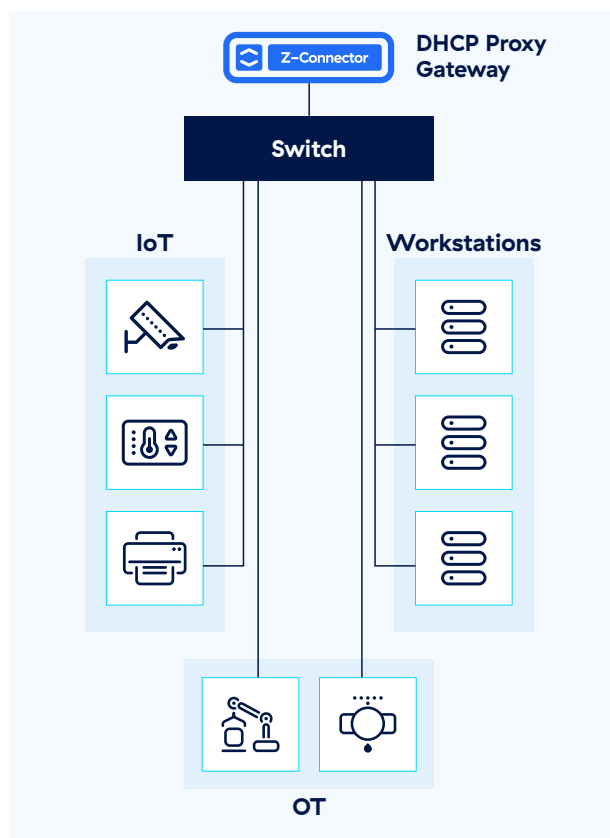 Z-Connector
DHCP Proxy
Gateway
Switch
IoT
Workstations
OT